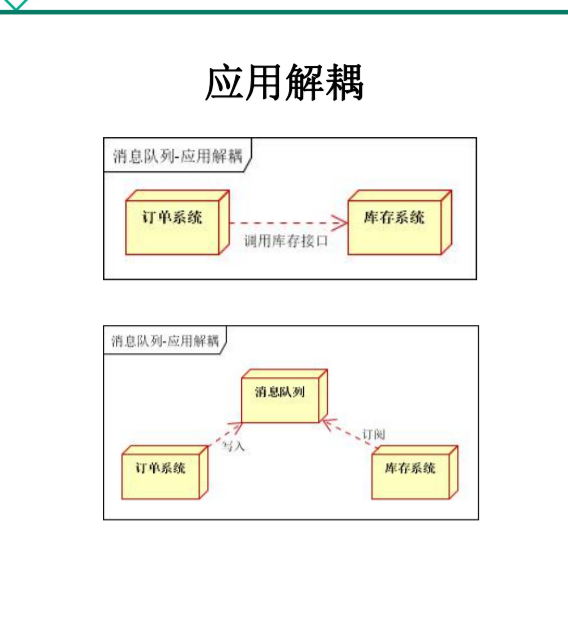 应用解耦
消息队列-应用解耦
订单系统
库存系统
调用库存接口
消息队列-应用解耦
消息队列
写入
订阅
订单系统
库存系统